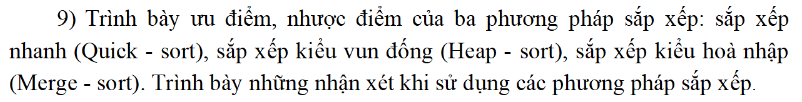 9) Trình bày ưu điểm, nhược điểm của ba phương pháp sắp xếp: sắp xếp
nhanh (Quick - sort), sắp xếp kiểu vun đống (Heap - sort), sắp xếp kiểu hoà nhập
(Merge - sort). Trình bày những nhận xét khi sử dụng các phương pháp sắp xếp.